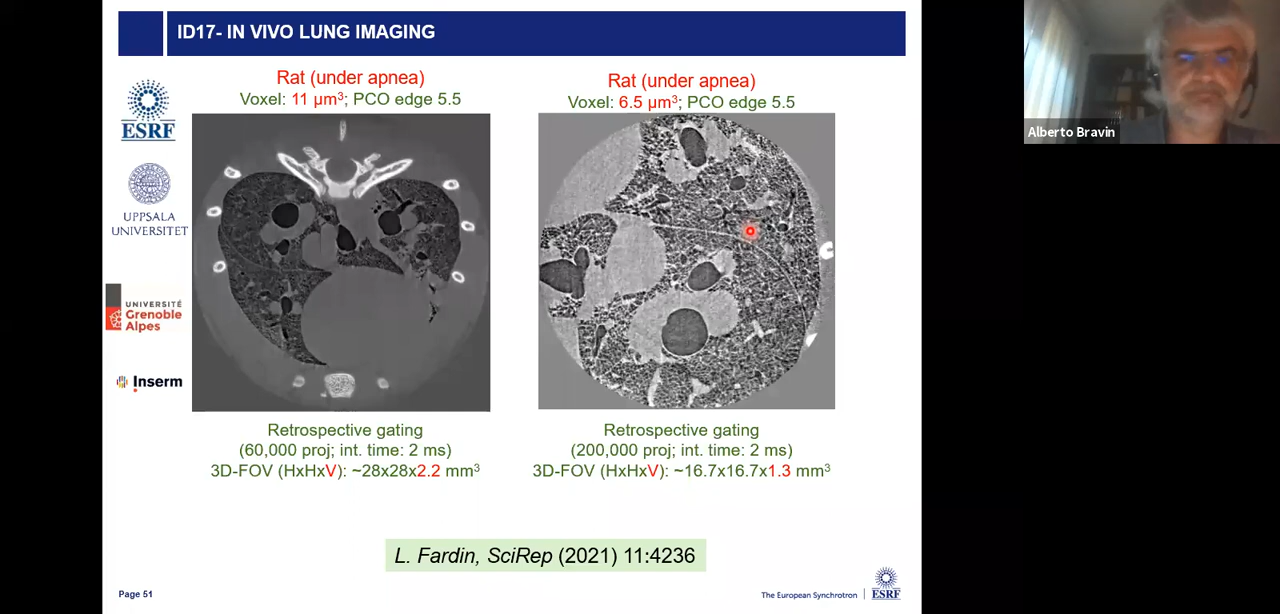 ID17- IN VIVO LUNG IMAGING
ESRF
UPPSALA
UNIVERSITET
UNIVERSITÉ
Grenoble
Alpes
Inserm
Rat (under apnea)
Voxel: 11 µm³; PCO edge 5.5
Retrospective gating
(60,000 proj; int. time: 2 ms)
3D-FOV (HxHxV): ~28x28x2.2 mm³
Rat (under apnea)
Voxel: 6.5 µm³; PCO edge 5.5
Retrospective gating
(200,000 proj; int. time: 2 ms)
3D-FOV (HxHxV): ~16.7x16.7x1.3 mm³
L. Fardin, SciRep (2021) 11:4236
Page 51
The European Synchrotron
ESRF
Alberto Bravin